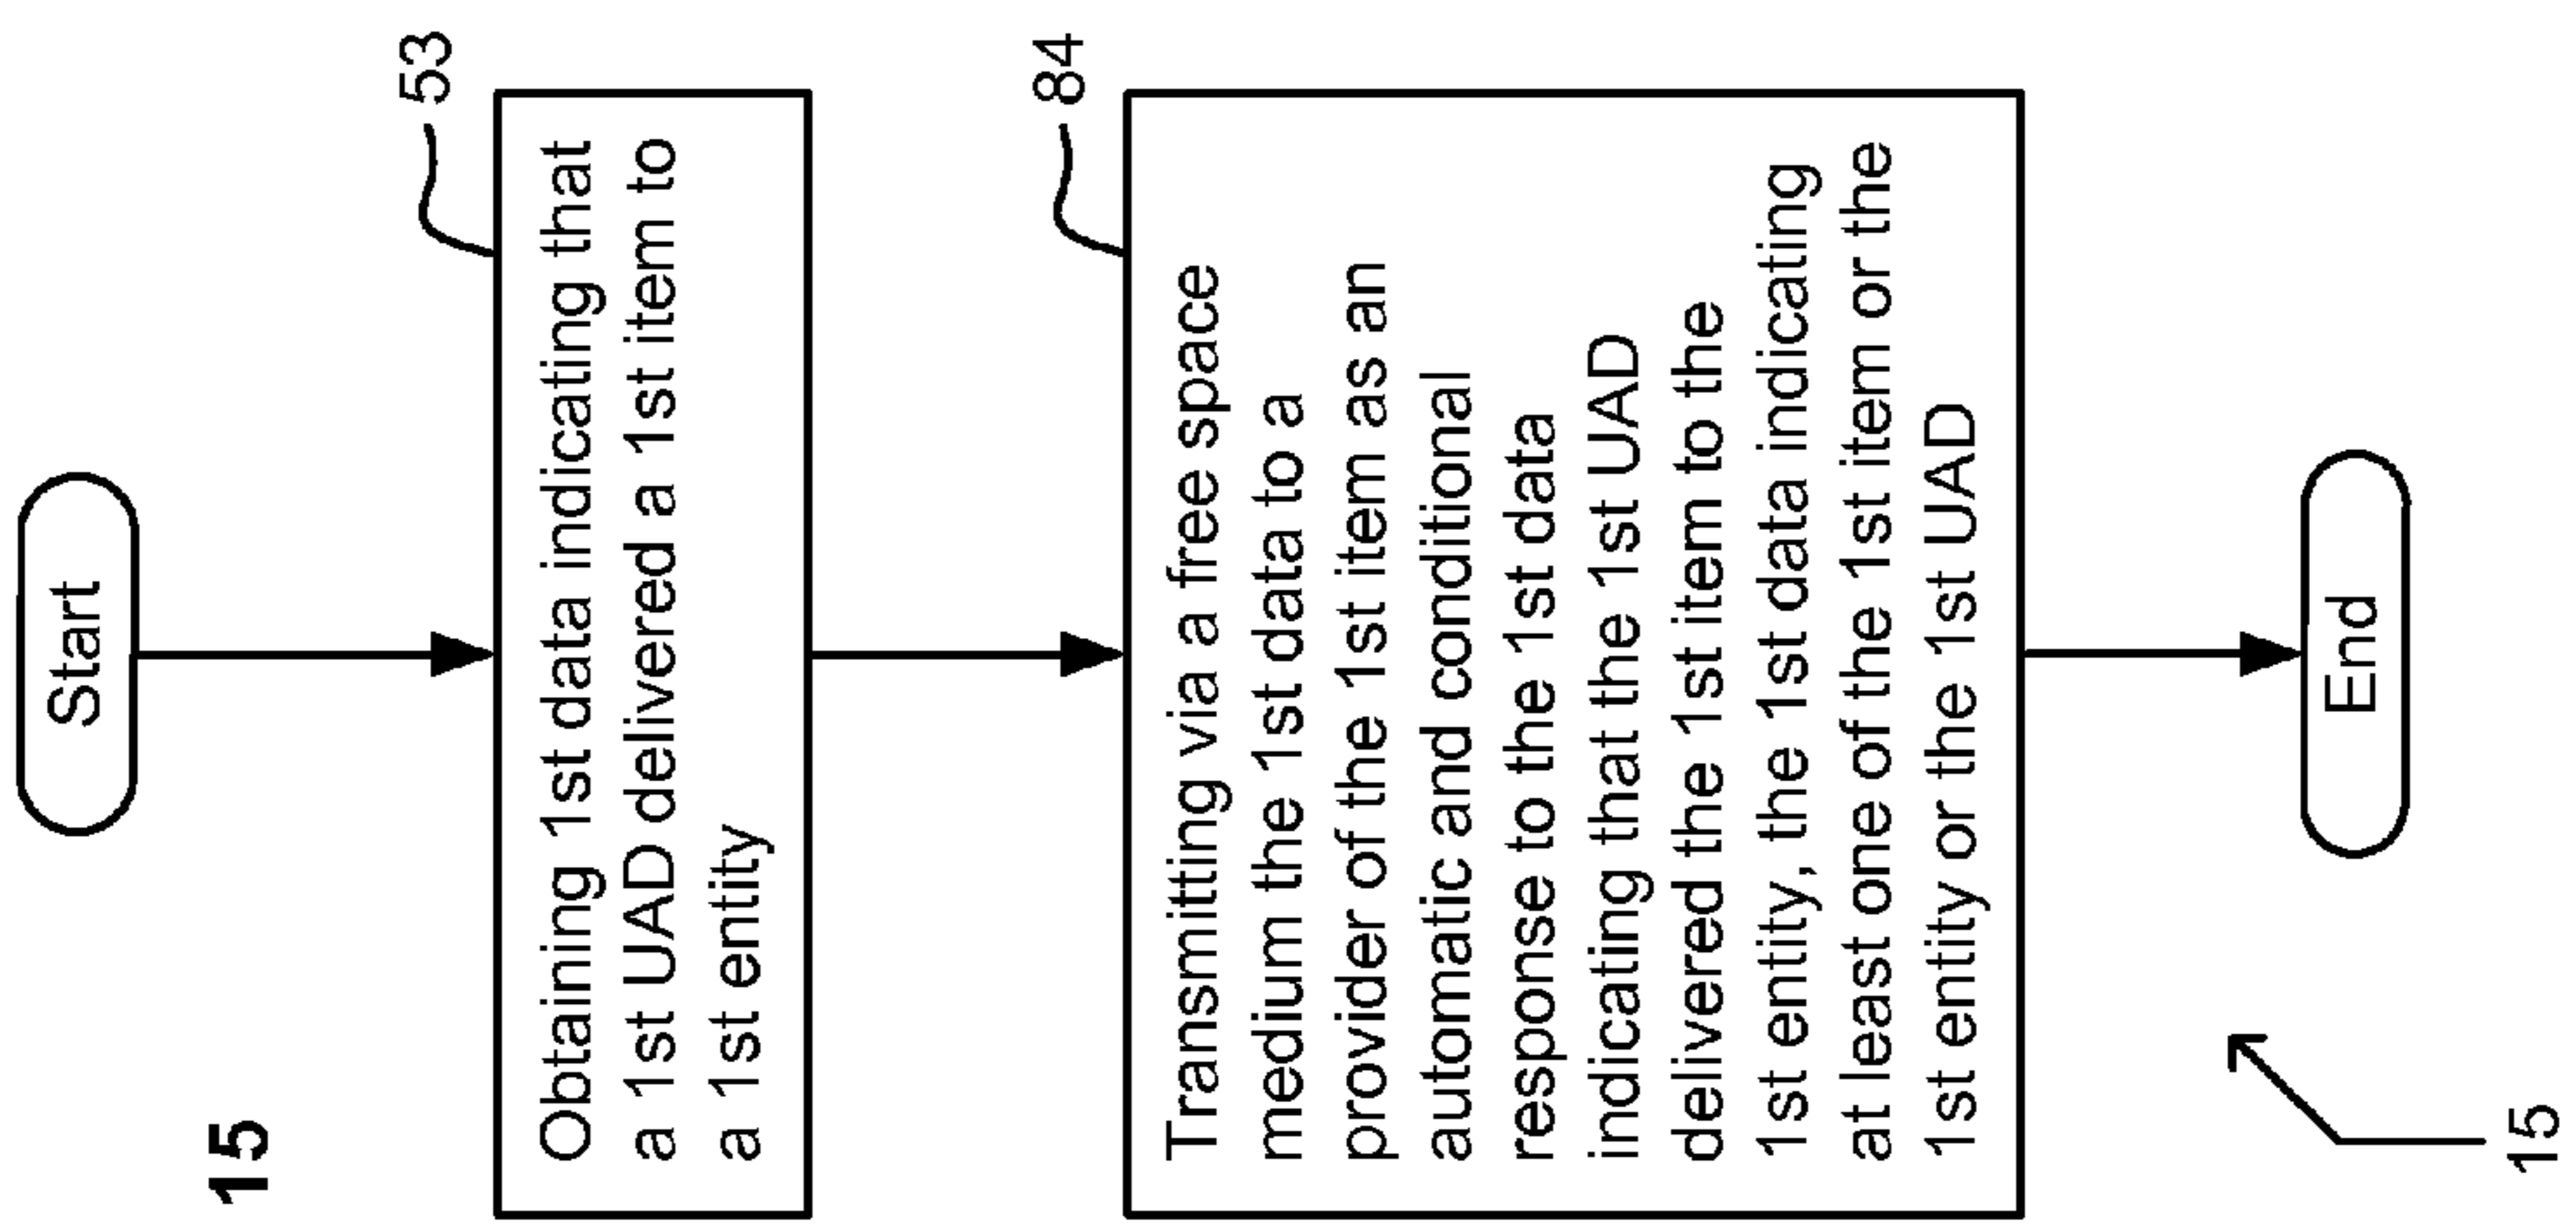 15
Start
53
Obtaining 1st data indicating that
a 1st UAD delivered a 1st item to
a 1st entity
84
Transmitting via a free space
medium the 1st data to a
provider of the 1st item as an
automatic and conditional
response to the 1st data
indicating that the 1st UAD
delivered the 1st item to the
1st entity, the 1st data indicating
at least one of the 1st item or the
1st entity or the 1st UAD
End
15